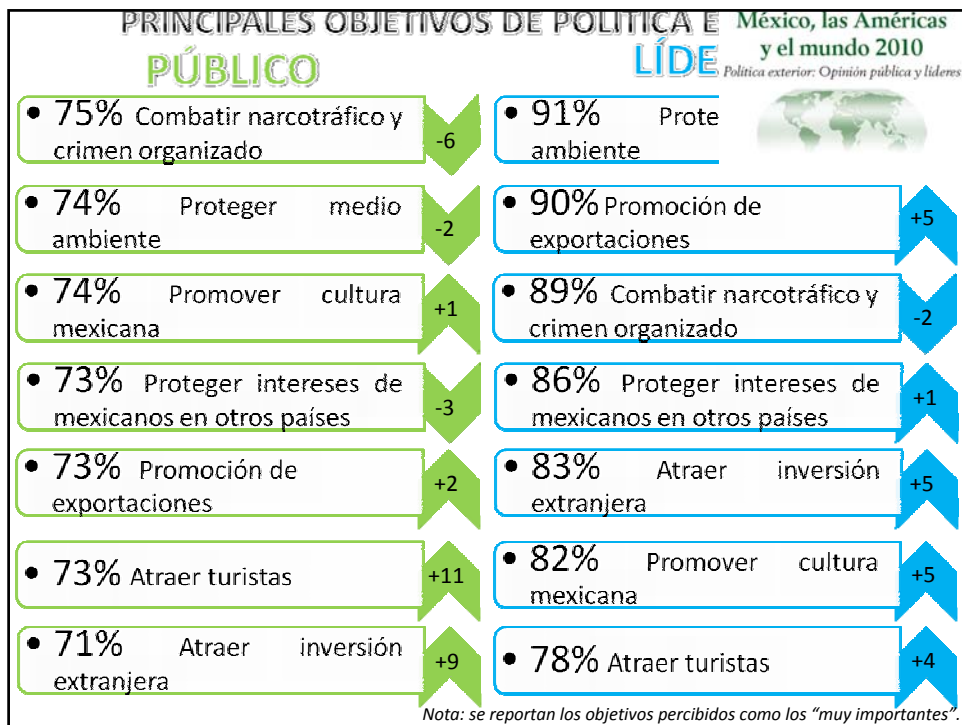 PRINCIPALES OBJETIVOS DE POLÍTICA E
México, las Américas
y el mundo 2010
Política exterior: Opinión pública y líderes
PÚBLICO
• 75% Combatir narcotráfico y
crimen organizado
-6
• 74% Proteger medio
ambiente
-2
• 74% Promover cultura
mexicana
+1
• 73% Proteger intereses de
mexicanos en otros países
-3
• 73% Promoción de
exportaciones
+2
• 73% Atraer turistas
+11
• 71% Atraer inversión
extranjera
+9
LÍDE
• 91% Prote
ambiente
• 90% Promoción de
exportaciones
+5
• 89% Combatir narcotráfico y
crimen organizado
-2
• 86% Proteger intereses de
mexicanos en otros países
+1
• 83% Atraer inversión
extranjera
+5
• 82% Promover cultura
mexicana
+5
• 78% Atraer turistas
+4
Nota: se reportan los objetivos percibidos como los “muy importantes”.